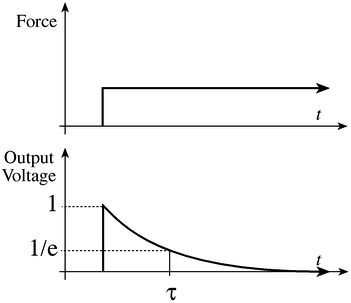 Force
t
Output
Voltage
1
1/e
t
τ